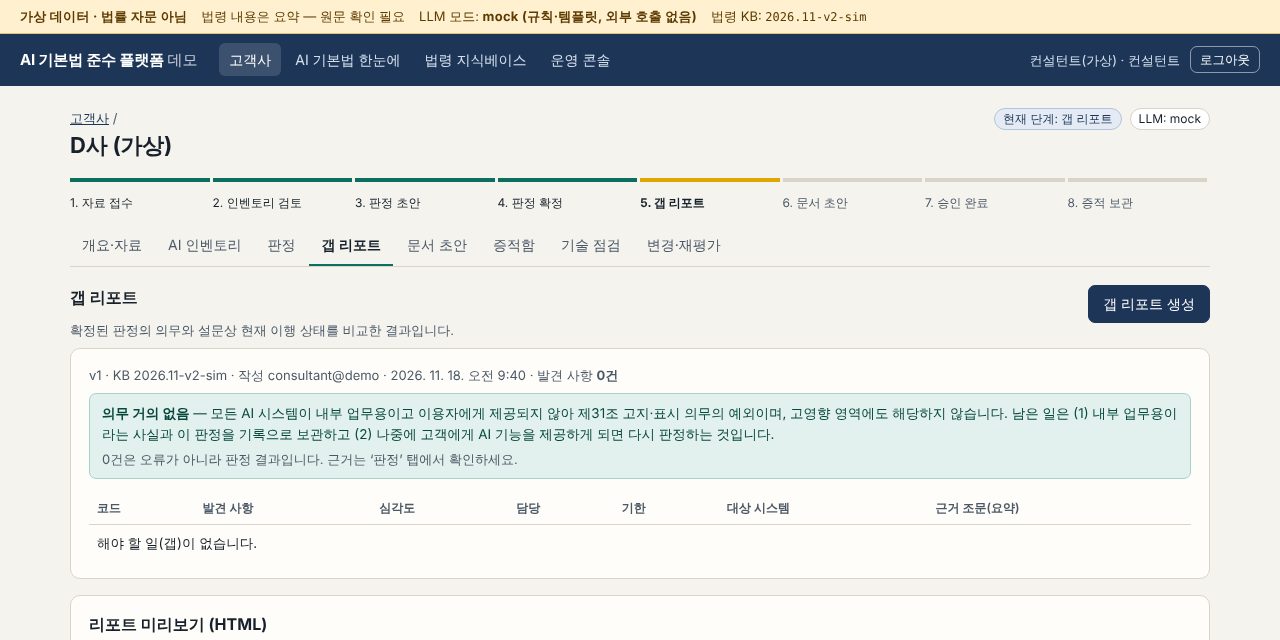 가상 데이터 · 법률 자문 아님 법령 내용은 요약 — 원문 확인 필요 LLM 모드: mock (규칙·템플릿, 외부 호출 없음) 법령 KB: 2026.11-v2-sim
AI 기본법 준수 플랫폼 데모 고객사 AI 기본법 한눈에 법령 지식베이스 운영 콘솔 컨설턴트(가상) · 컨설턴트 로그아웃
고객사 / 현재 단계: 갭 리포트 LLM: mock
D사 (가상)
1. 자료 접수 2. 인벤토리 검토 3. 판정 초안 4. 판정 확정 5. 갭 리포트 6. 문서 초안 7. 승인 완료 8. 증적 보관
개요·자료 AI 인벤토리 판정 갭 리포트 문서 초안 증적함 기술 점검 변경·재평가
갭 리포트 갭 리포트 생성
확정된 판정의 의무와 설문상 현재 이행 상태를 비교한 결과입니다.
v1 · KB 2026.11-v2-sim · 작성 consultant@demo · 2026. 11. 18. 오전 9:40 · 발견 사항 0건
의무 거의 없음 — 모든 AI 시스템이 내부 업무용이고 이용자에게 제공되지 않아 제31조 고지·표시 의무의 예외이며, 고영향 영역에도 해당하지 않습니다. 남은 일은 (1) 내부 업무용이
라는 사실과 이 판정을 기록으로 보관하고 (2) 나중에 고객에게 AI 기능을 제공하게 되면 다시 판정하는 것입니다.
0건은 오류가 아니라 판정 결과입니다. 근거는 ‘판정’ 탭에서 확인하세요.
코드 발견 사항 심각도 담당 기한 대상 시스템 근거 조문(요약)
해야 할 일(갭)이 없습니다.
리포트 미리보기 (HTML)